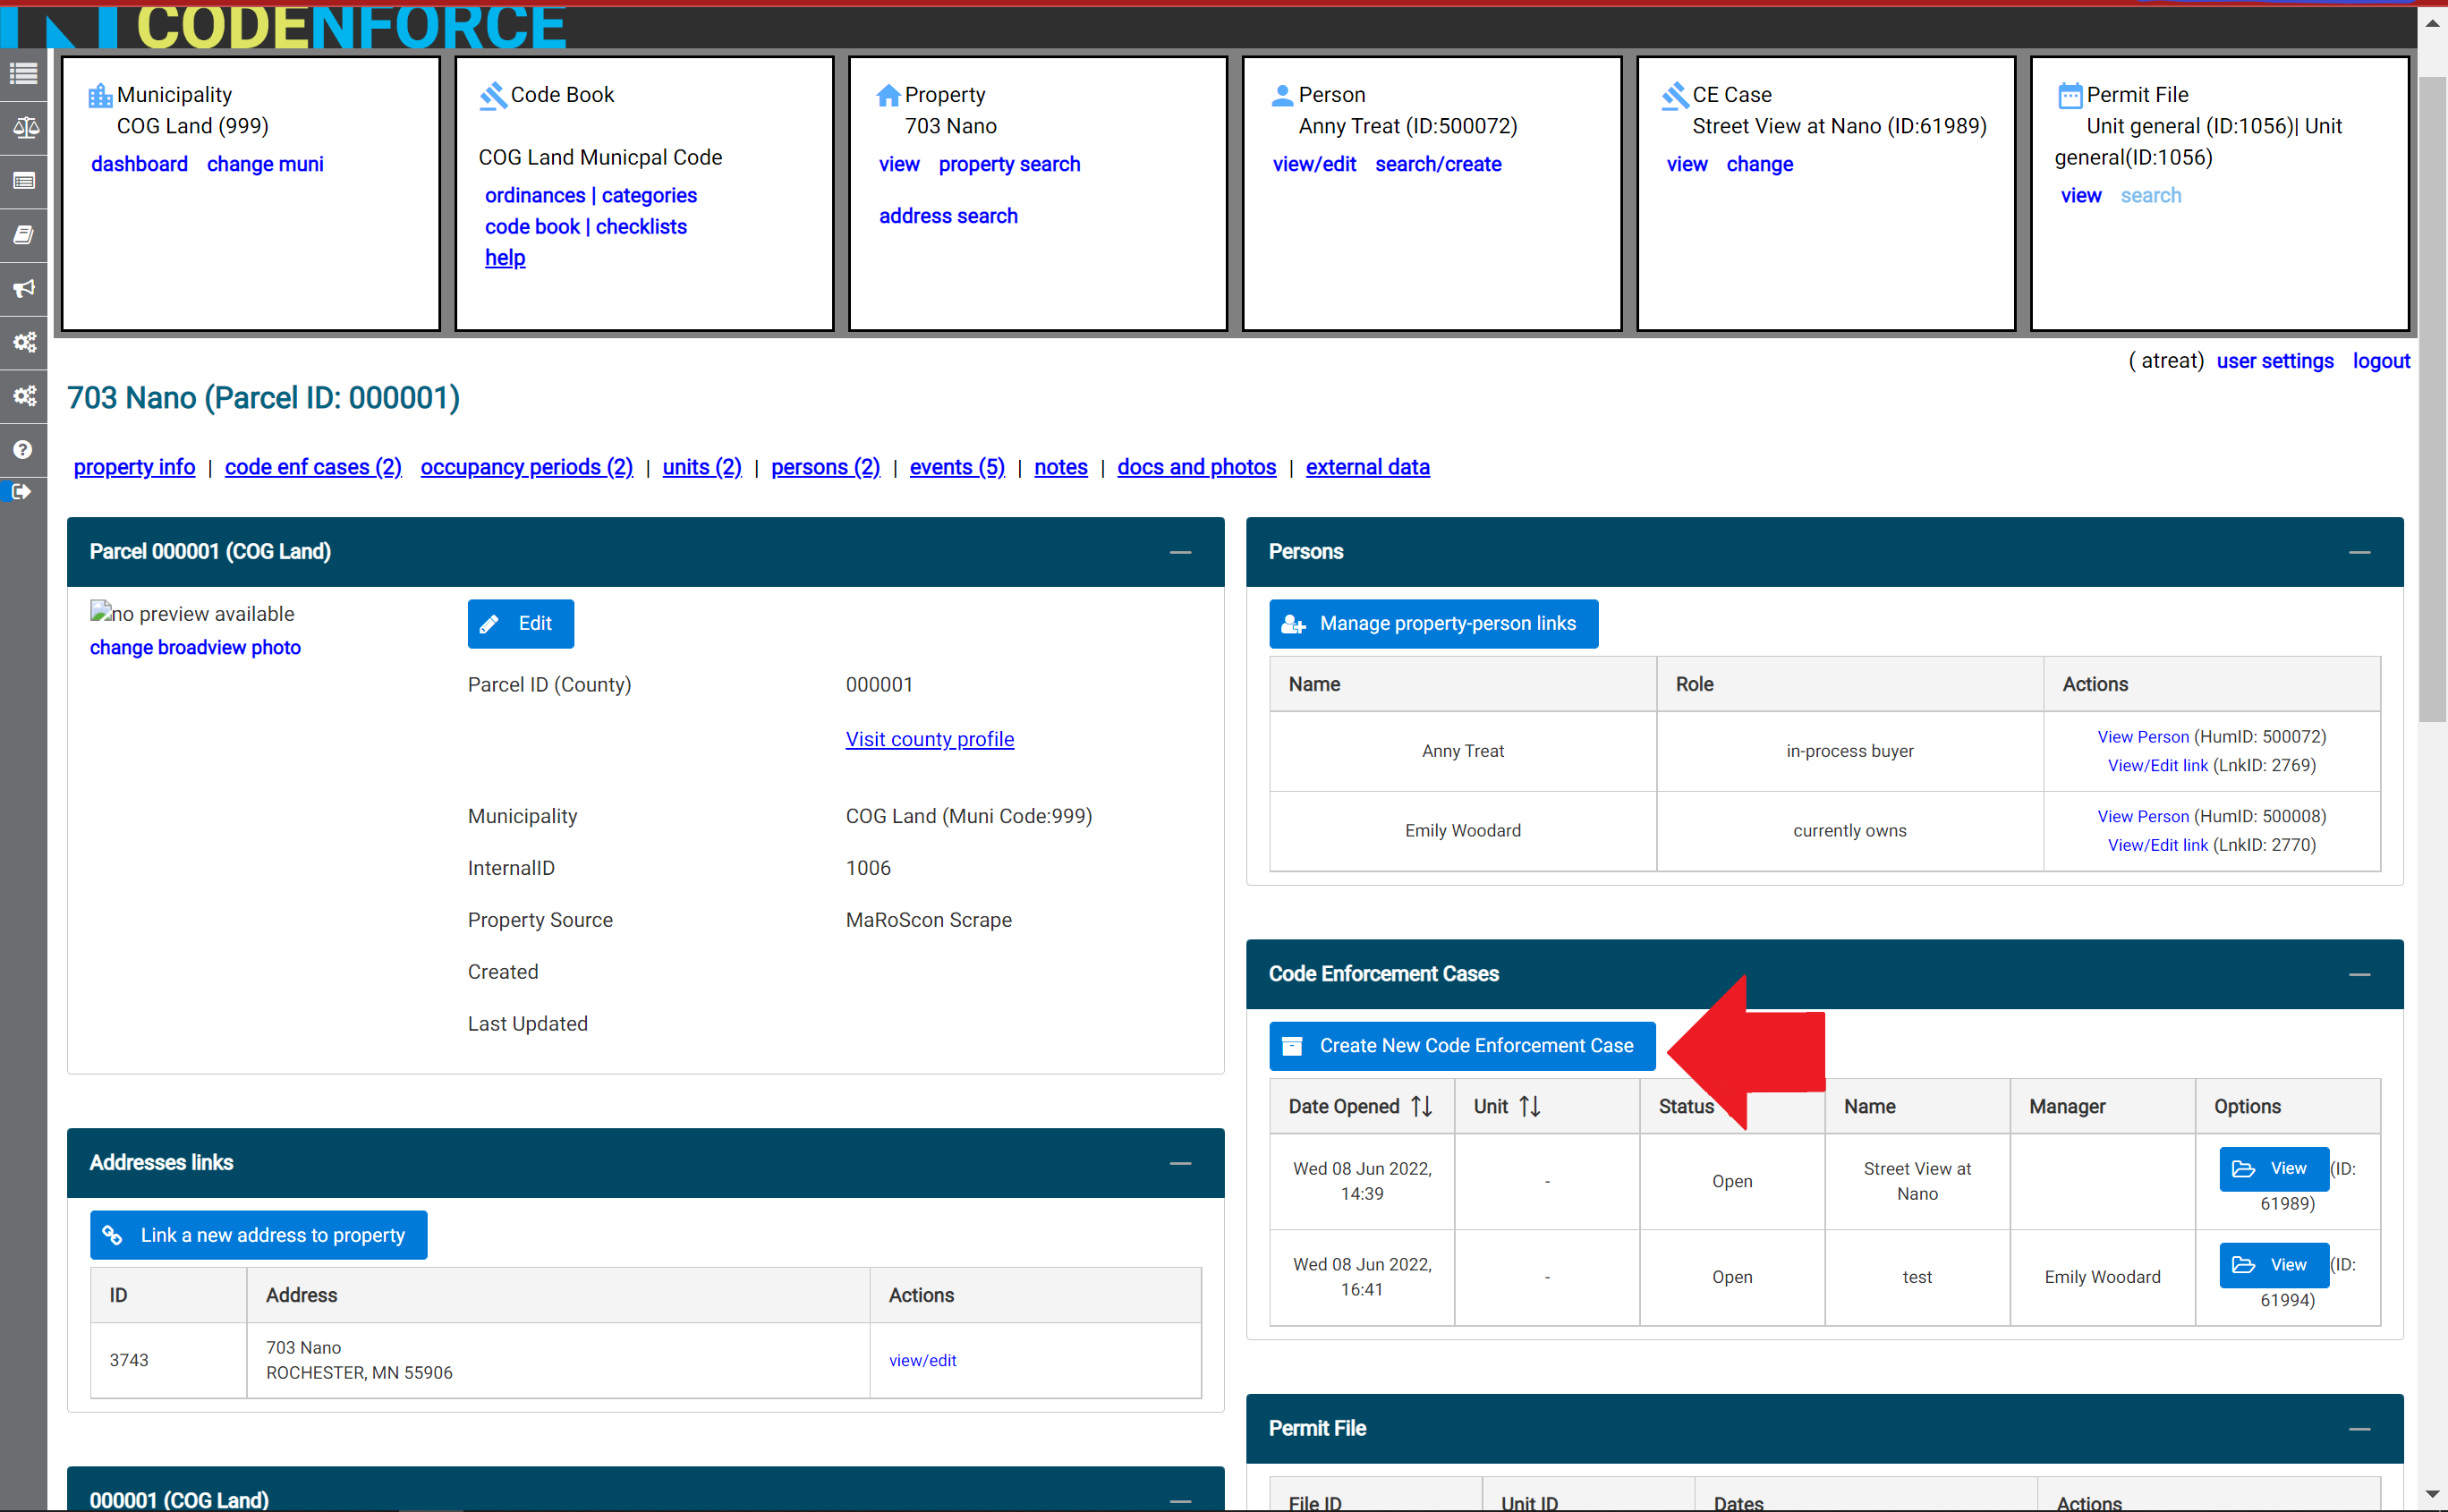 CODENFORCE
Municipality
COG Land (999)
dashboard change muni
Code Book
COG Land Municpal Code
ordinances | categories
code book | checklists
help
Property
703 Nano
view property search
address search
Person
Anny Treat (ID:500072)
view/edit search/create
CE Case
Street View at Nano (ID:61989)
view change
Permit File
Unit general (ID:1056)| Unit
general(ID:1056)
view search
( atreat) user settings logout
703 Nano (Parcel ID: 000001)
property info | code enf cases (2) occupancy periods (2) | units (2) | persons (2) | events (5) | notes | docs and photos | external data
Parcel 000001 (COG Land)
no preview available
change broadview photo
Edit
Parcel ID (County) 000001
Visit county profile
Municipality COG Land (Muni Code:999)
InternalID 1006
Property Source MaRoScon Scrape
Created
Last Updated
Addresses links
Link a new address to property
ID Address Actions
3743 703 Nano
ROCHESTER, MN 55906 view/edit
000001 (COG Land)
Persons
Manage property-person links
Name Role Actions
Anny Treat in-process buyer View Person (HumID: 500072)
View/Edit link (LnkID: 2769)
Emily Woodard currently owns View Person (HumID: 500008)
View/Edit link (LnkID: 2770)
Code Enforcement Cases
Create New Code Enforcement Case
Date Opened Unit Status Name Manager Options
Wed 08 Jun 2022,
14:39 - Open Street View at
Nano View (ID:
61989)
Wed 08 Jun 2022,
16:41 - Open test Emily Woodard View (ID:
61994)
Permit File
File ID Unit ID Dates Actions